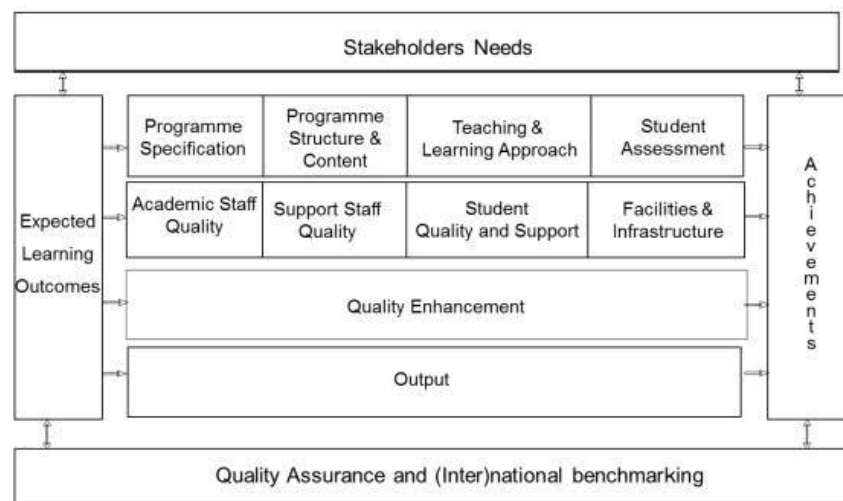 Stakeholders Needs
Programme
Specification
Programme
Structure &
Content
Teaching &
Learning Approach
Student
Assessment
Academic Staff
Quality
Support Staff
Quality
Student
Quality and Support
Facilities &
Infrastructure
Expected
Learning
Outcomes
Quality Enhancement
Output
Achievements
Quality Assurance and (Inter)national benchmarking